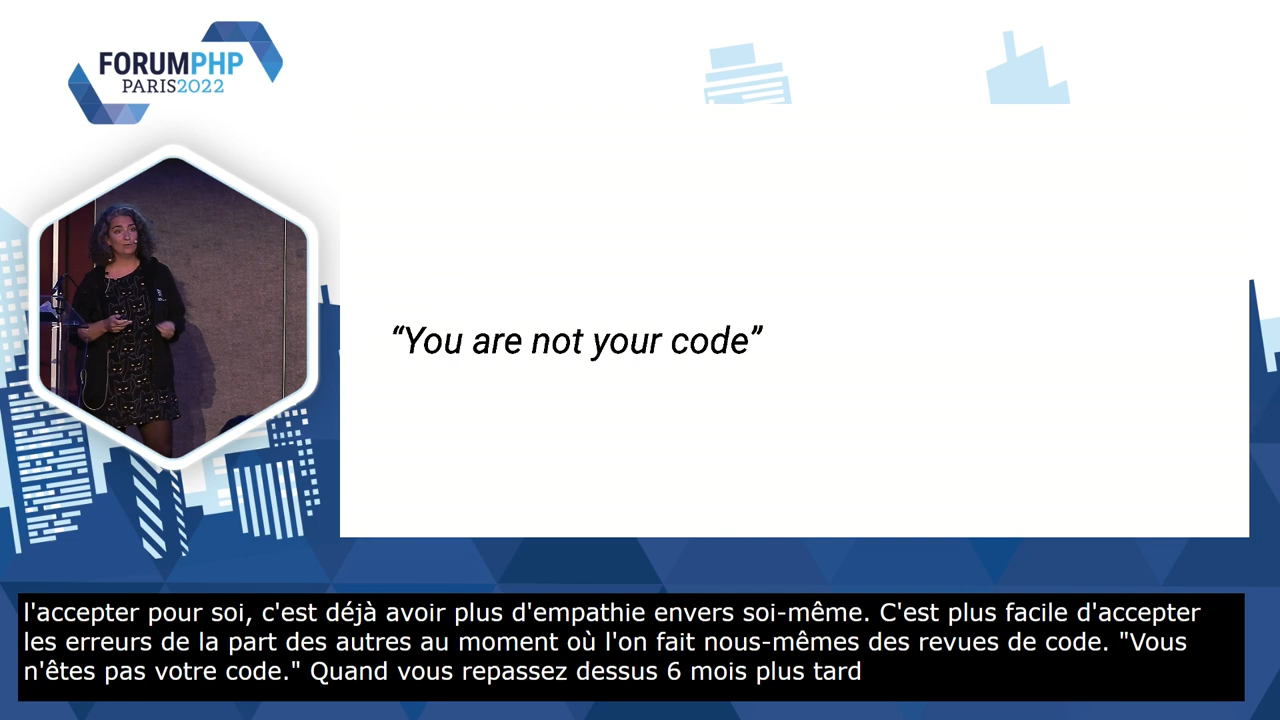 FORUMPHP
PARIS2022
“You are not your code”
l'accepter pour soi, c'est déjà avoir plus d'empathie envers soi-même. C'est plus facile d'accepter
les erreurs de la part des autres au moment où l'on fait nous-mêmes des revues de code. "Vous
n'êtes pas votre code." Quand vous repassez dessus 6 mois plus tard